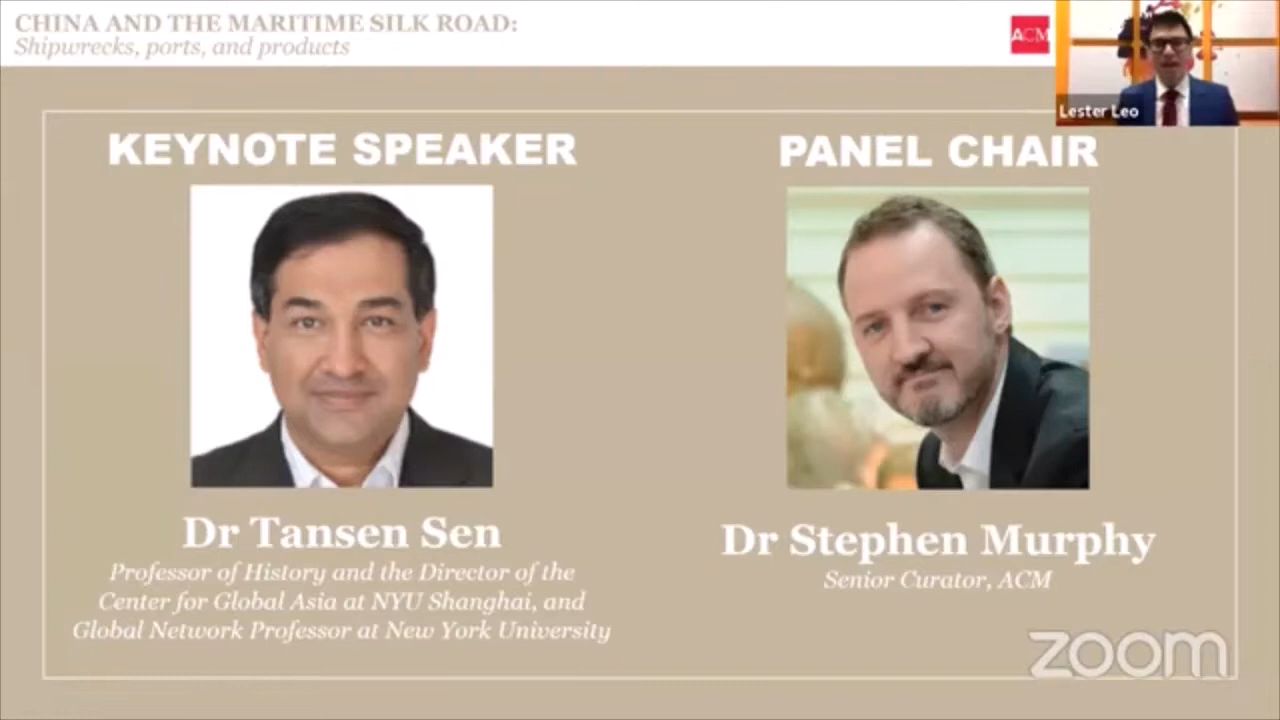 CHINA AND THE MARITIME SILK ROAD:
Shipwrecks, ports, and products
ACM
Lester Leo
KEYNOTE SPEAKER
PANEL CHAIR
Dr Tansen Sen
Professor of History and the Director of the
Center for Global Asia at NYU Shanghai, and
Global Network Professor at New York University
Dr Stephen Murphy
Senior Curator, ACM
zoom